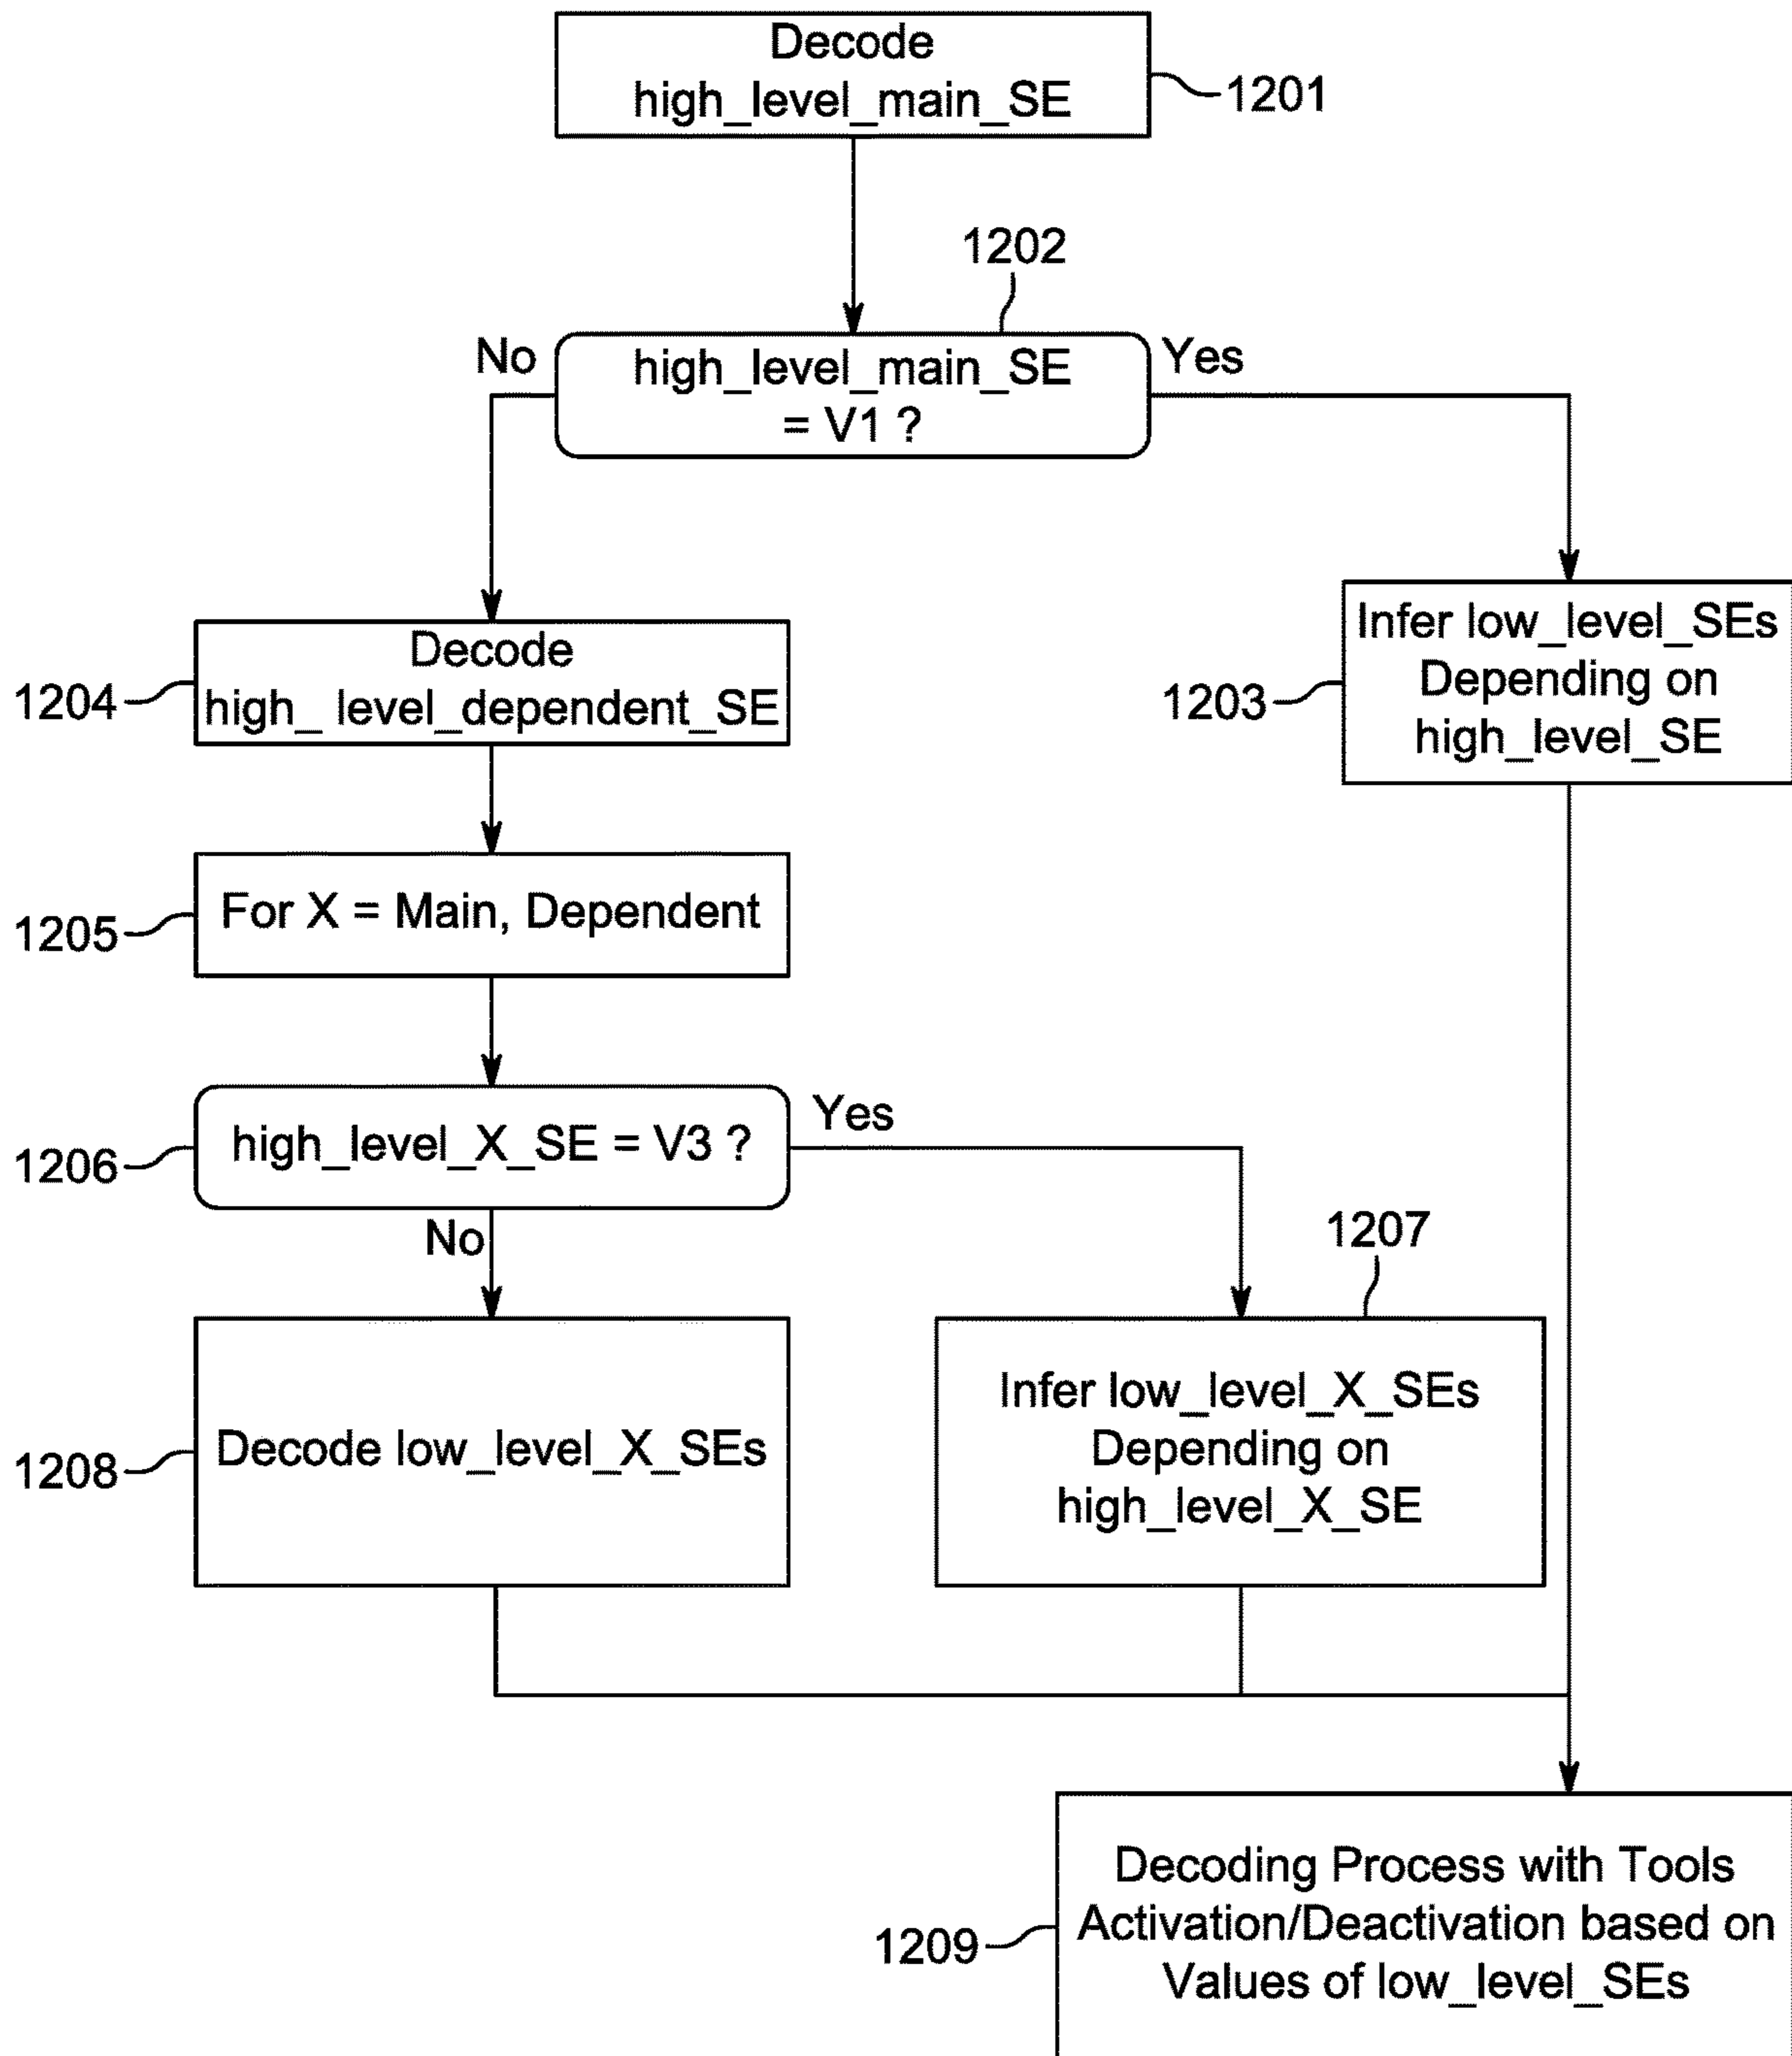 Decode
high_level_main_SE
1201
1202
No
high_level_main_SE
= V1 ?
Yes
Infer low_level_SEs
Depending on
high_level_SE
1203
Decode
high_ level_dependent_SE
1204
For X = Main, Dependent
1205
high_level_X_SE = V3 ?
Yes
1206
No
1207
Decode low_level_X_SEs
1208
Infer low_level_X_SEs
Depending on
high_level_X_SE
Decoding Process with Tools
Activation/Deactivation based on
Values of low_level_SEs
1209